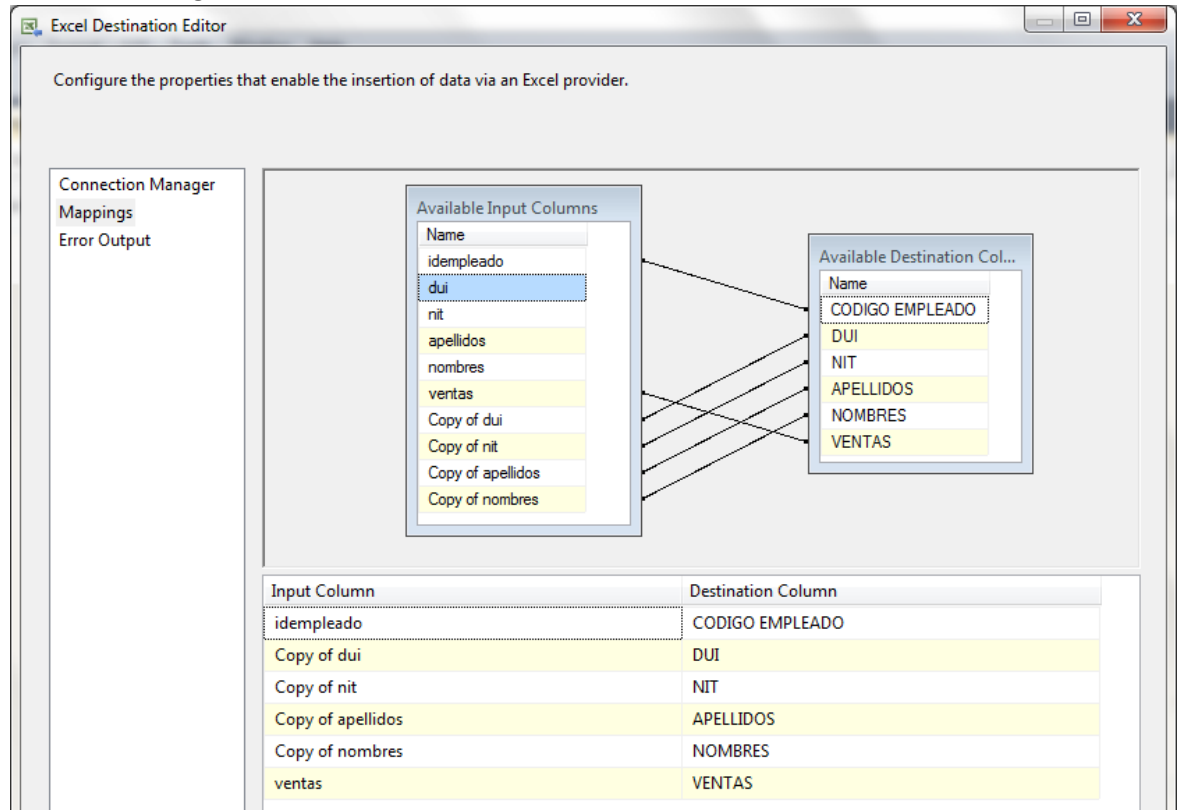 Excel Destination Editor
Configure the properties that enable the insertion of data via an Excel provider.
Connection Manager
Mappings
Error Output
Available Input Columns
Name
idempleado
dui
nit
apellidos
nombres
ventas
Copy of dui
Copy of nit
Copy of apellidos
Copy of nombres
Available Destination Col...
Name
CODIGO EMPLEADO
DUI
NIT
APELLIDOS
NOMBRES
VENTAS
Input Column Destination Column
idempleado CODIGO EMPLEADO
Copy of dui DUI
Copy of nit NIT
Copy of apellidos APELLIDOS
Copy of nombres NOMBRES
ventas VENTAS